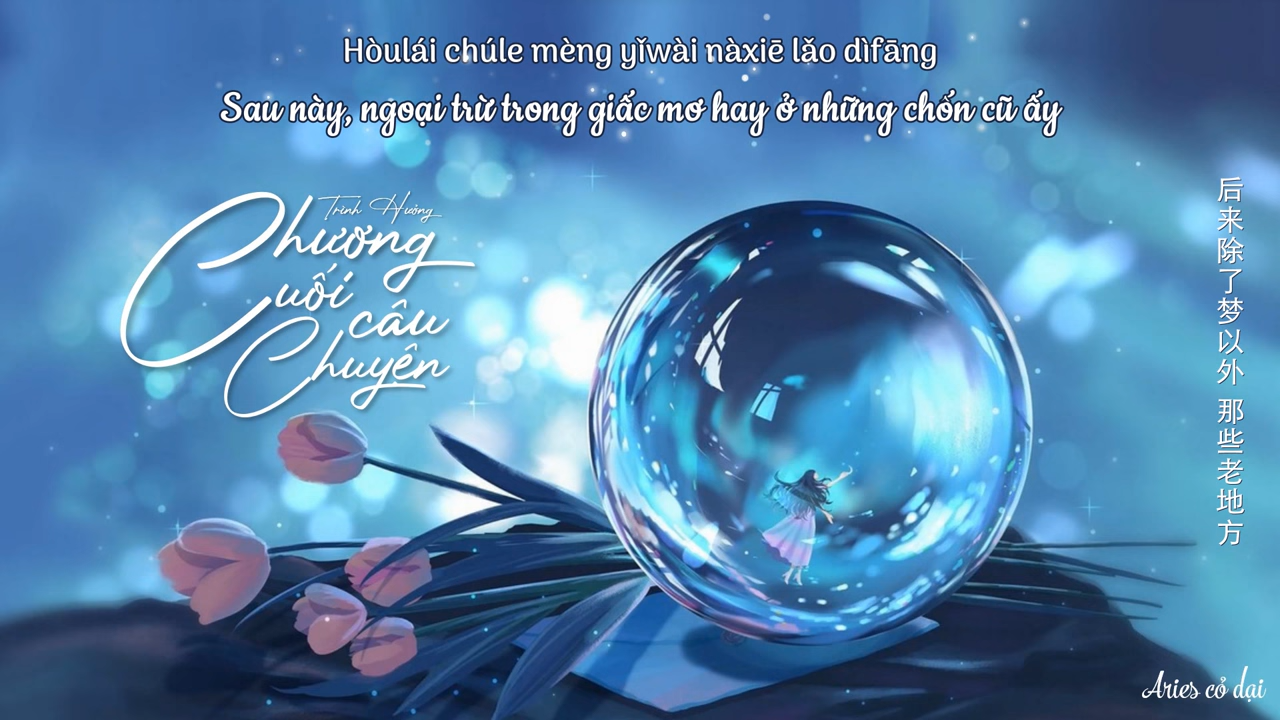 Hòulái chúle mèng yǐwài nàxiē lǎo dìfāng
Sau này, ngoại trừ trong giấc mơ hay ở những chốn cũ ấy
Trình Hưởng
Chương
Cuối câu
Chuyện
后来除了梦以外 那些老地方
Aries cỏ dại